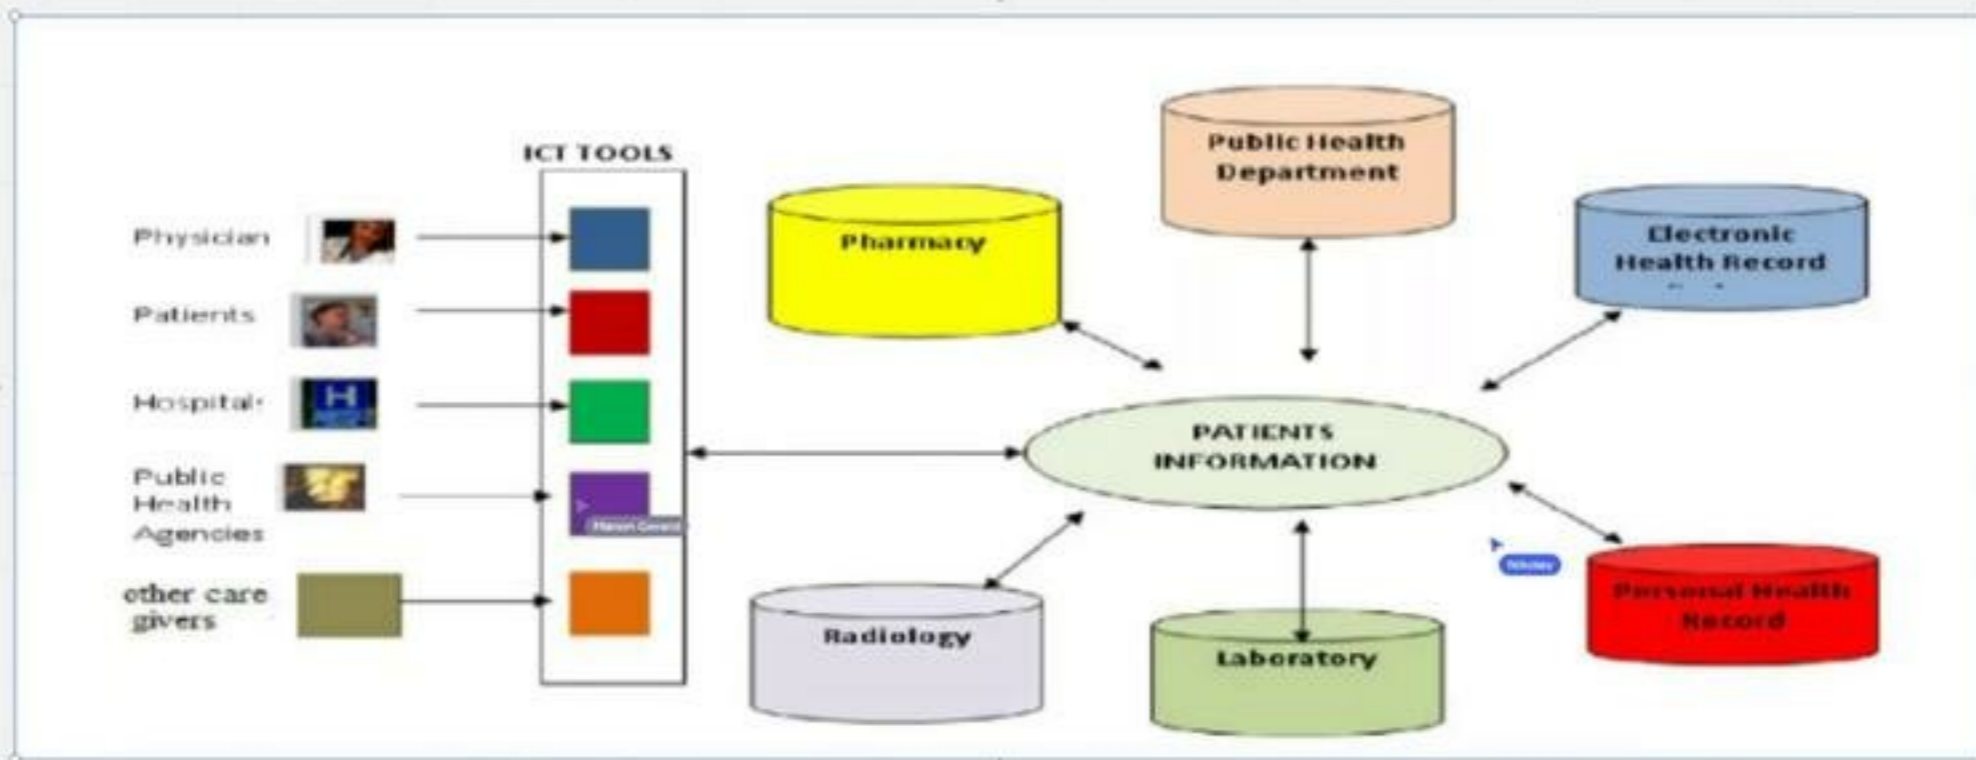 ICT TOOLS
Physician
Patients
Hospital
Public
Health
Agencies
other care
givers
Pharmacy
Public Health
Department
Electronic
Health Record
PATIENTS
INFORMATION
Radiology
Laboratory
Personal Health
Record
H